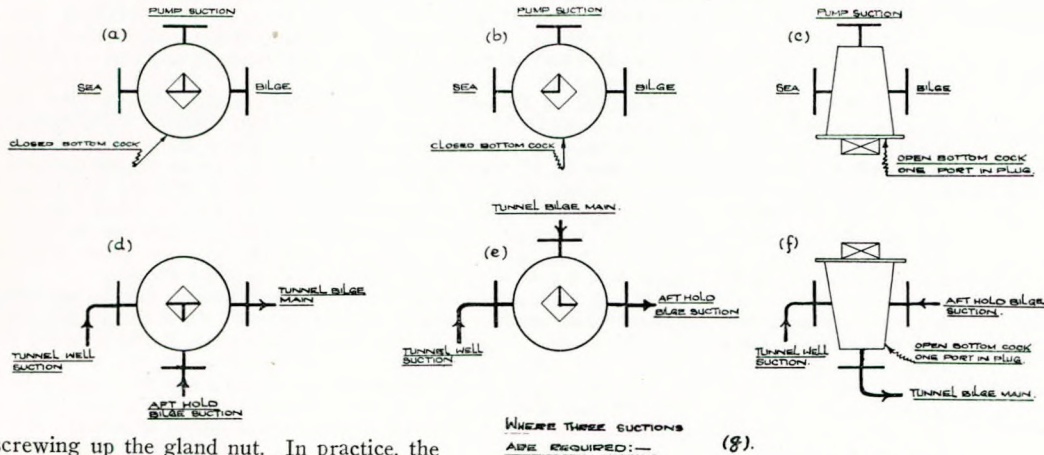 PUMP SUCTION
(a)
SEA
BILGE
CLOSED BOTTOM COCK
PUMP SUCTION
(b)
SEA
BILGE
CLOSED BOTTOM COCK
PUMP SUCTION
(c)
SEA
BILGE
OPEN BOTTOM COCK
ONE PORT IN PLUG.
(d)
TUNNEL BILGE
MAIN
TUNNEL WELL
SUCTION
AFT HOLD
BILGE SUCTION
TUNNEL BILGE MAIN.
(e)
AFT HOLD
BILGE SUCTION
TUNNEL WELL
SUCTION
(f)
AFT HOLD BILGE
SUCTION.
TUNNEL WELL
SUCTION.
OPEN BOTTOM COCK
ONE PORT IN PLUG.
TUNNEL BILGE MAIN.
screwing up the gland nut. In practice, the
WHERE THREE SUCTIONS
ARE REQUIRED:—
(g).